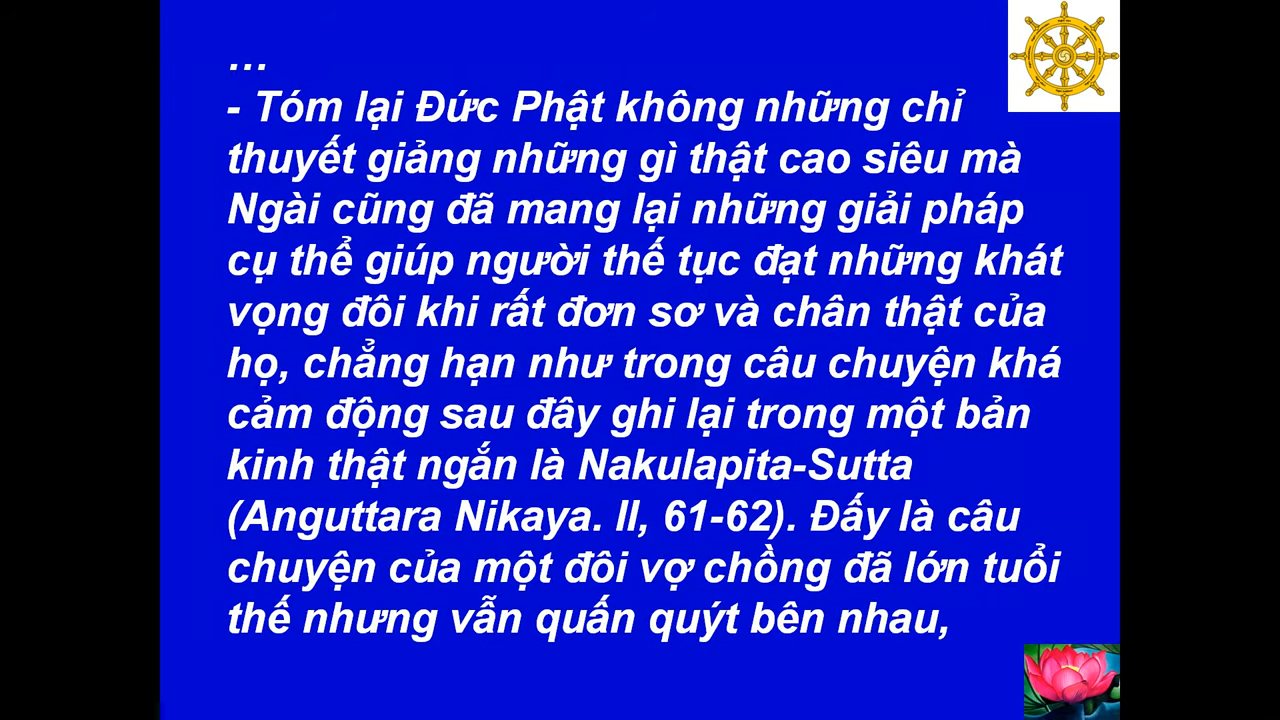 ...
- Tóm lại Đức Phật không những chỉ
thuyết giảng những gì thật cao siêu mà
Ngài cũng đã mang lại những giải pháp
cụ thể giúp người thế tục đạt những khát
vọng đôi khi rất đơn sơ và chân thật của
họ, chẳng hạn như trong câu chuyện khá
cảm động sau đây ghi lại trong một bản
kinh thật ngắn là Nakulapita-Sutta
(Anguttara Nikaya. II, 61-62). Đấy là câu
chuyện của một đôi vợ chồng đã lớn tuổi
thế nhưng vẫn quấn quýt bên nhau,